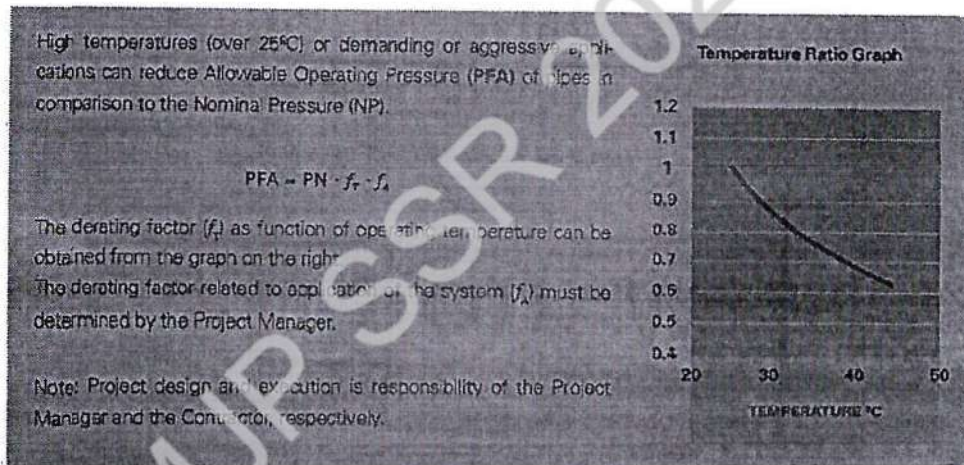 High temperatures (over 25ºC) or demanding or aggressive appli-
cations can reduce Allowable Operating Pressure (PFA) of pipes in
comparison to the Nominal Pressure (NP).
PFA = PN · fT · fA
The derating factor (fT) as function of operating temperature can be
obtained from the graph on the right.
The derating factor related to application of the system (fA) must be
determined by the Project Manager.
Note: Project design and execution is responsibility of the Project
Manager and the Contractor, respectively.
Temperature Ratio Graph
1.2
1.1
1
0.9
0.8
0.7
0.6
0.5
0.4
20 30 40 50
TEMPERATURE ºC
UP SSR 202